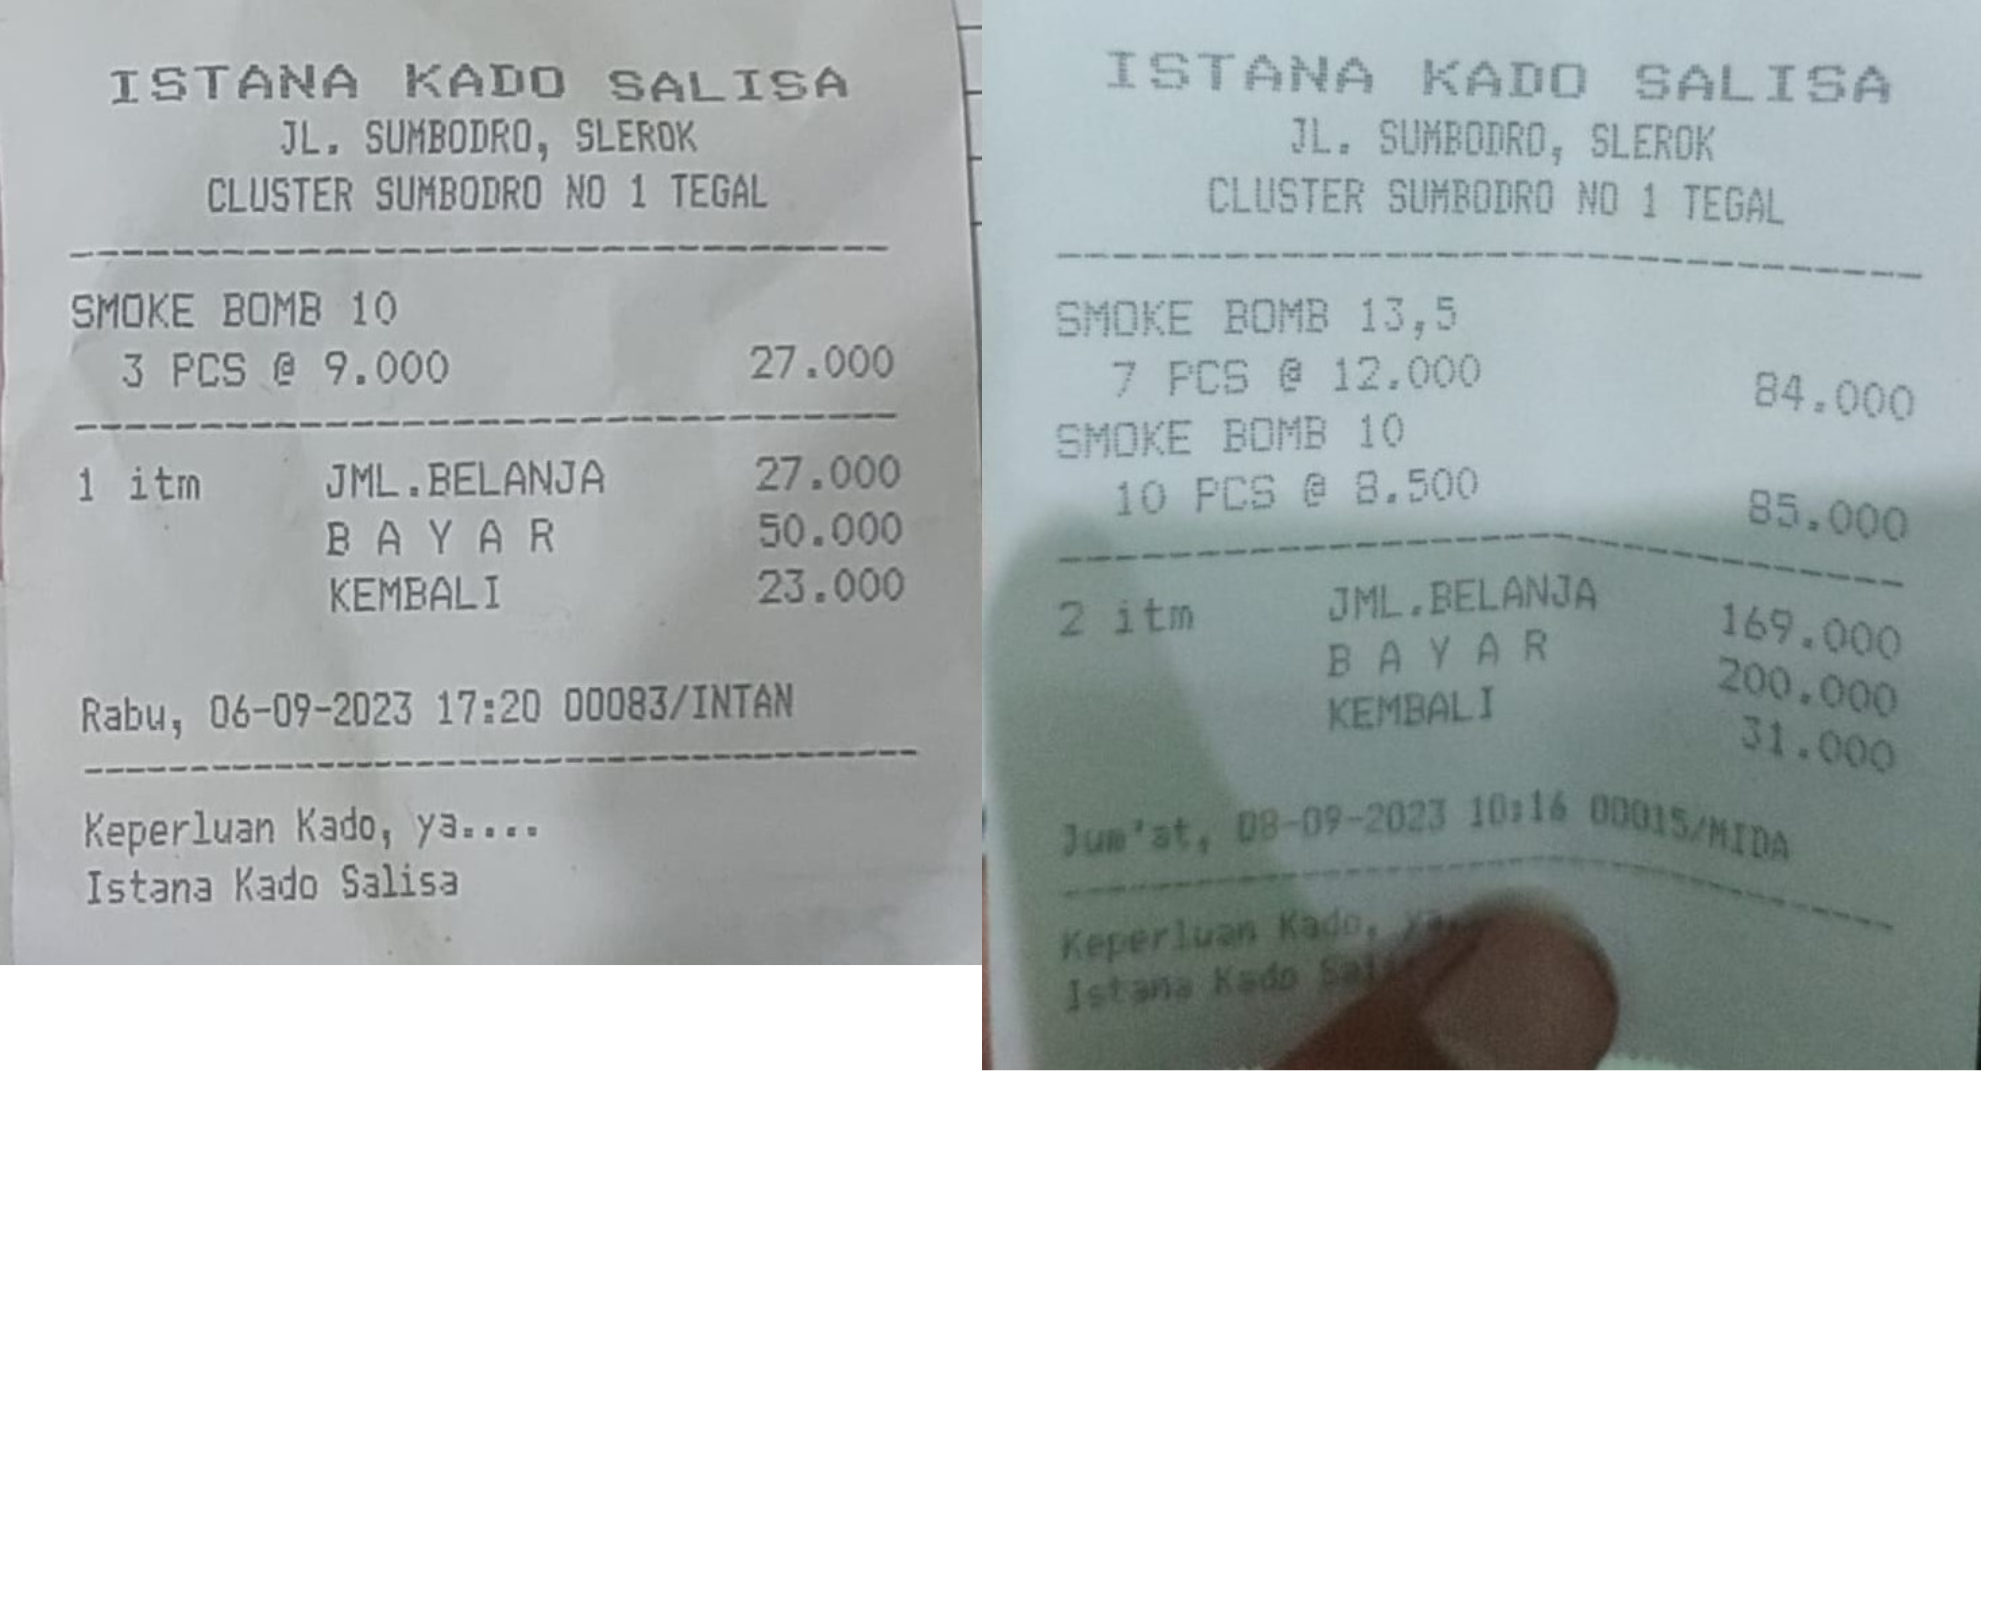 ISTANA KADO SALISA
JL. SUMBODRO, SLEROK
CLUSTER SUMBODRO NO 1 TEGAL
SMOKE BOMB 10
3 PCS @ 9.000 27.000
1 itm JML.BELANJA 27.000
B A Y A R 50.000
KEMBALI 23.000
Rabu, 06-09-2023 17:20 00083/INTAN
Keperluan Kado, ya....
Istana Kado Salisa
ISTANA KADO SALISA
JL. SUMBODRO, SLEROK
CLUSTER SUMBODRO NO 1 TEGAL
SMOKE BOMB 13,5
7 PCS @ 12.000 84.000
SMOKE BOMB 10
10 PCS @ 8.500 85.000
2 itm JML.BELANJA 169.000
B A Y A R 200.000
KEMBALI 31.000
Jum'at, 08-09-2023 10:16 00015/MIDA
Keperluan Kado, ya
Istana Kado